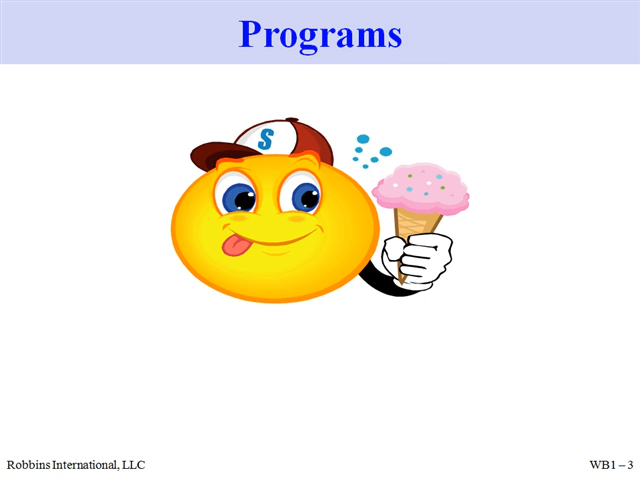 Programs
S
Robbins International, LLC
WB1 – 3